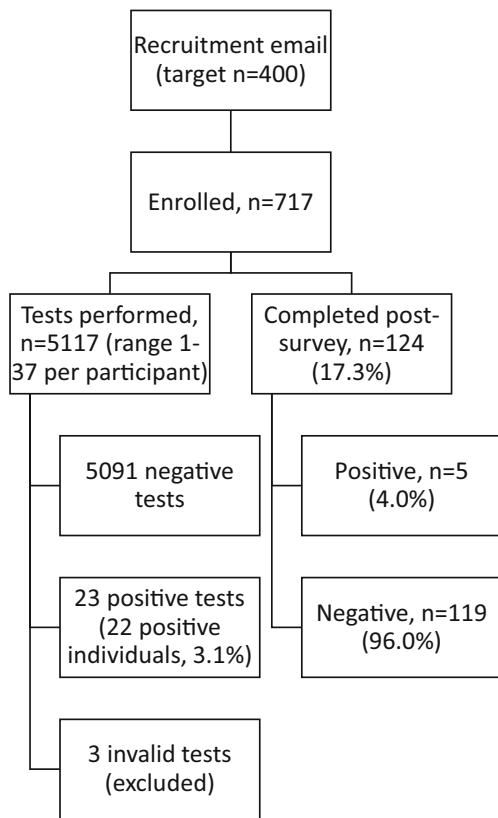 Recruitment email
(target n=400)
Enrolled, n=717
Tests performed,
n=5117 (range 1-
37 per participant)
Completed post-
survey, n=124
(17.3%)
5091 negative
tests
Positive, n=5
(4.0%)
23 positive tests
(22 positive
individuals, 3.1%)
Negative, n=119
(96.0%)
3 invalid tests
(excluded)